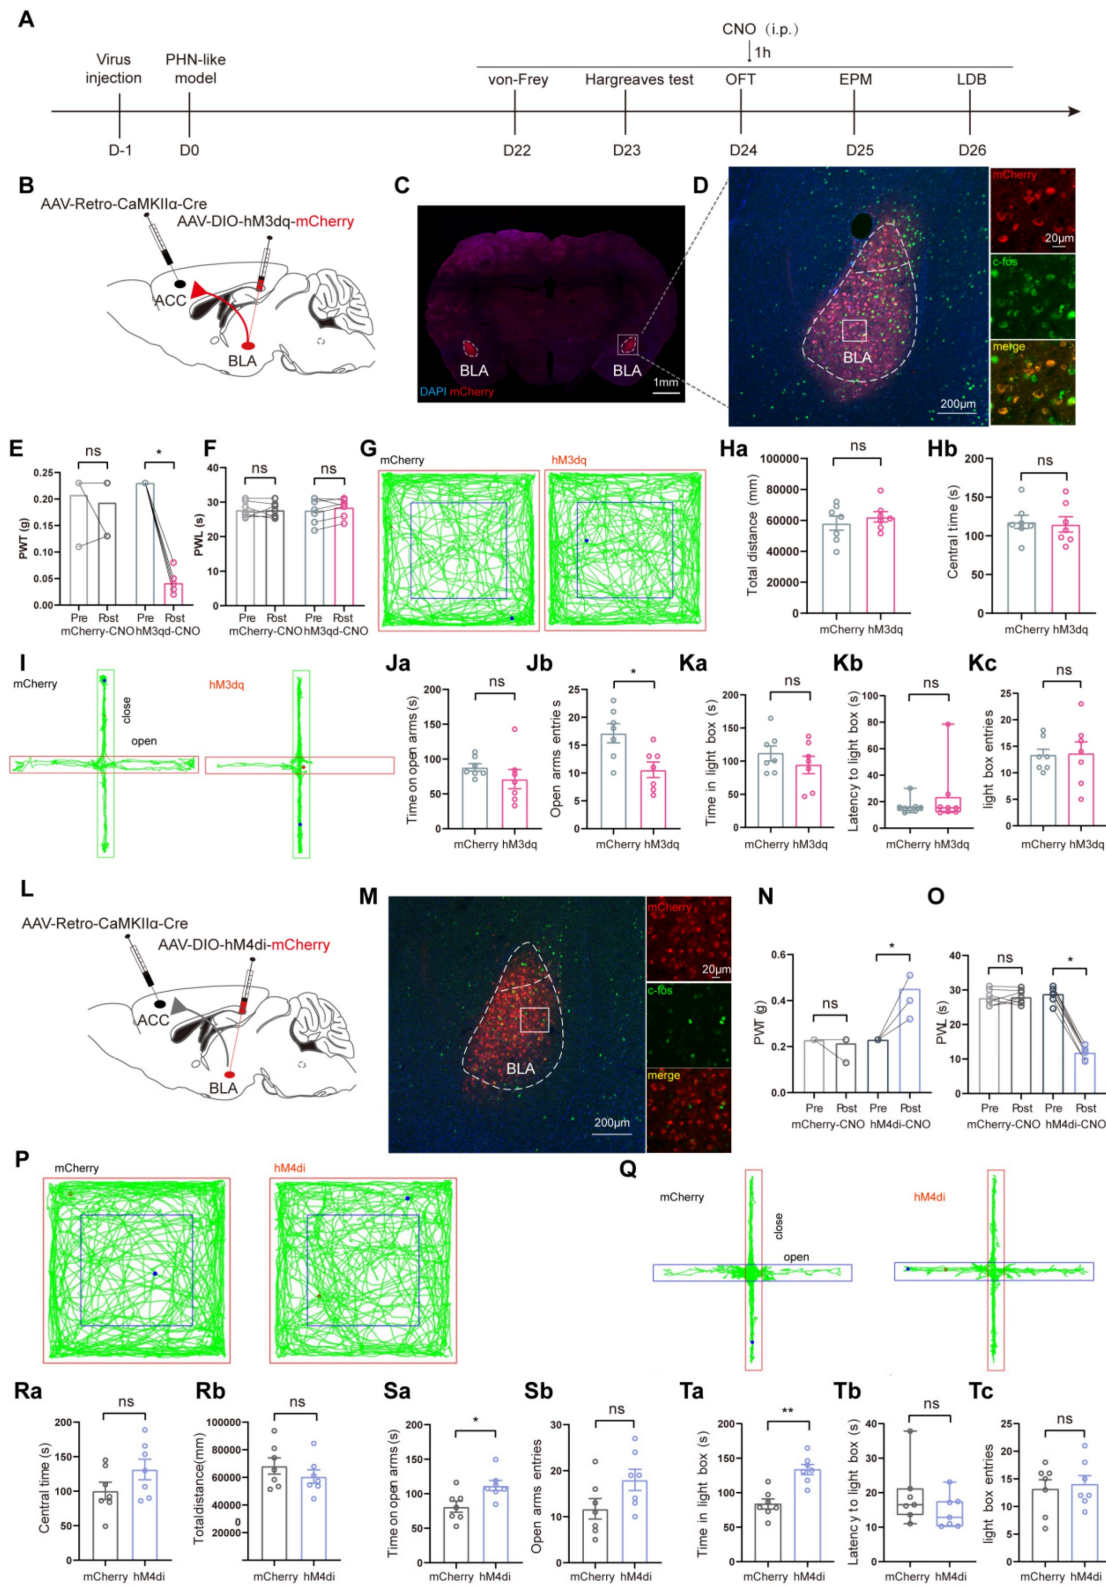 A
CNO (i.p.)
1h
Virus
injection
PHN-like
model
von-Frey
Hargreaves test
OFT
EPM
LDB
D-1
D0
D22
D23
D24
D25
D26
B
AAV-Retro-CaMKIIα-Cre
AAV-DIO-hM3dq-mCherry
ACC
BLA
C
BLA
BLA
DAPI mCherry
1mm
D
BLA
200μm
mCherry
20μm
c-fos
merge
E
ns
*
PWT (g)
0.25
0.20
0.15
0.10
0.05
0.00
Pre Post Pre Post
mCherry-CNO hM3qd-CNO
F
ns
ns
PWL (s)
40
30
20
10
0
Pre Post Pre Post
mCherry-CNO hM3qd-CNO
G
mCherry
hM3dq
Ha
ns
Total distance (mm)
100000
80000
60000
40000
20000
0
mCherry hM3dq
Hb
ns
Central time (s)
200
150
100
50
0
mCherry hM3dq
I
mCherry
close
open
hM3dq
Ja
ns
Time on open arms (s)
200
150
100
50
0
mCherry hM3dq
Jb
*
Open arms entrie s
25
20
15
10
5
0
mCherry hM3dq
Ka
ns
Time in light box (s)
200
150
100
50
0
mCherry hM3dq
Kb
ns
Latency to light box (s)
100
80
60
40
20
0
mCherry hM3dq
Kc
ns
light box entries
25
20
15
10
5
0
mCherry hM3dq
L
AAV-Retro-CaMKIIα-Cre
AAV-DIO-hM4di-mCherry
ACC
BLA
M
BLA
200μm
mCherry
20μm
c-fos
merge
N
ns
*
PWT (g)
0.6
0.4
0.2
0.0
Pre Post Pre Post
mCherry-CNO hM4di-CNO
O
ns
*
PWL (s)
40
30
20
10
0
Pre Post Pre Post
mCherry-CNO hM4di-CNO
P
mCherry
hM4di
Q
mCherry
close
open
hM4di
Ra
ns
Central time (s)
200
150
100
50
0
mCherry hM4di
Rb
ns
Totaldistance(mm)
100000
80000
60000
40000
20000
0
0
mCherry hM4di
Sa
*
Time on open arms (s)
200
150
100
50
0
mCherry hM4di
Sb
ns
Open arms entries
30
20
10
0
mCherry hM4di
Ta
**
Time in light box (s)
200
150
100
50
0
mCherry hM4di
Tb
ns
Latency to light box (s)
40
30
20
10
0
mCherry hM4di
Tc
ns
light box entries
25
20
15
10
5
0
mCherry hM4di